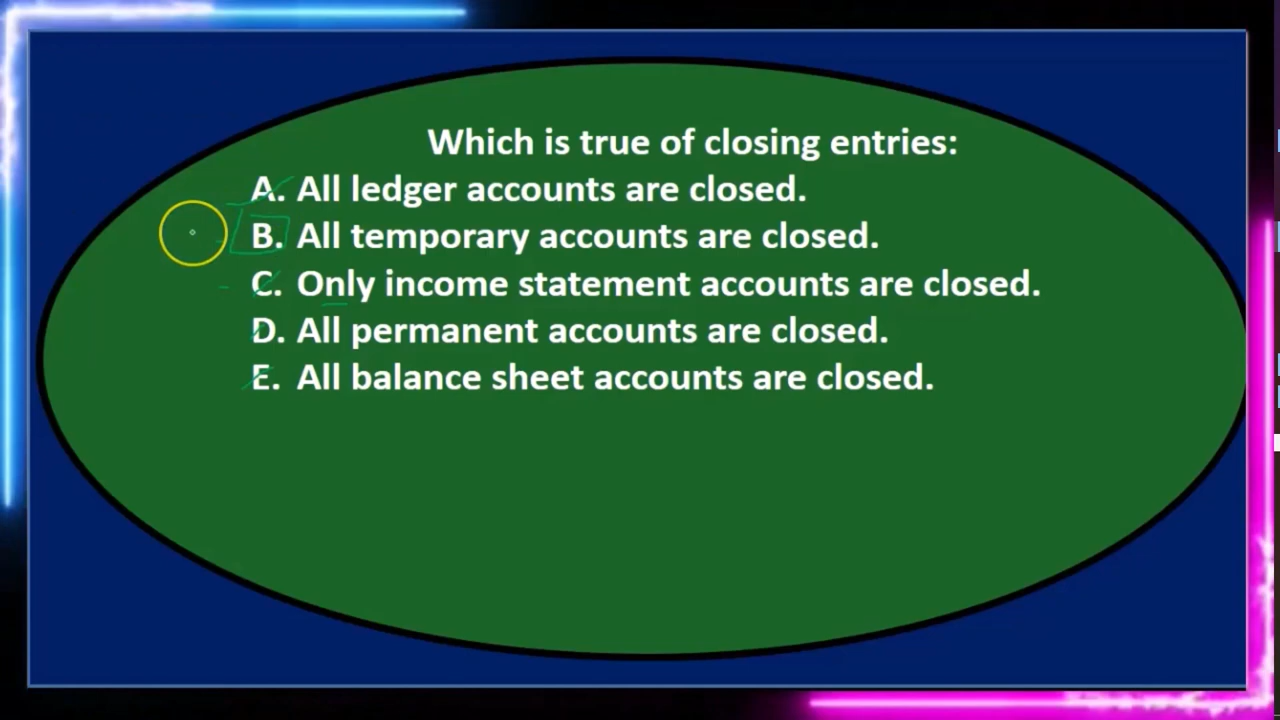 Which is true of closing entries:
A. All ledger accounts are closed.
B. All temporary accounts are closed.
C. Only income statement accounts are closed.
D. All permanent accounts are closed.
E. All balance sheet accounts are closed.